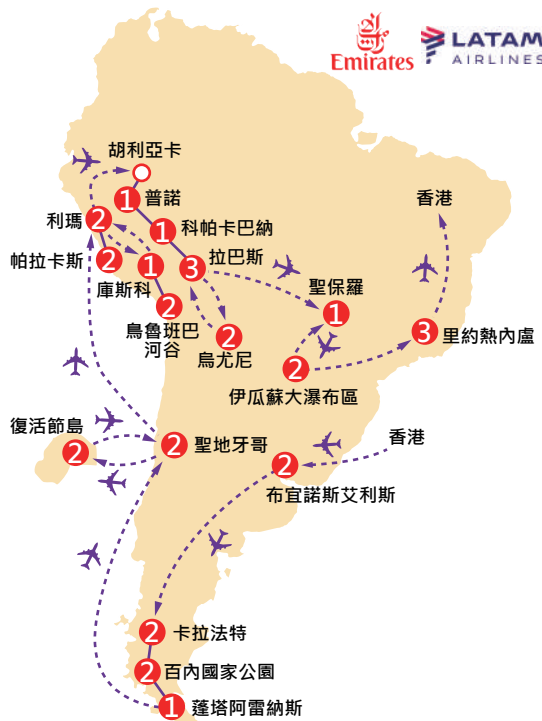 Emirates
LATAM
AIRLINES
胡利亞卡
1
普諾
香港
利瑪
2
1
科帕卡巴納
帕拉卡斯
2
1
庫斯科
3
拉巴斯
聖保羅
1
2
烏魯班巴
河谷
2
烏尤尼
2
伊瓜蘇大瀑布區
3
里約熱內盧
復活節島
2
2
聖地牙哥
香港
2
布宜諾斯艾利斯
2
卡拉法特
2
百內國家公園
1
蓬塔阿雷納斯